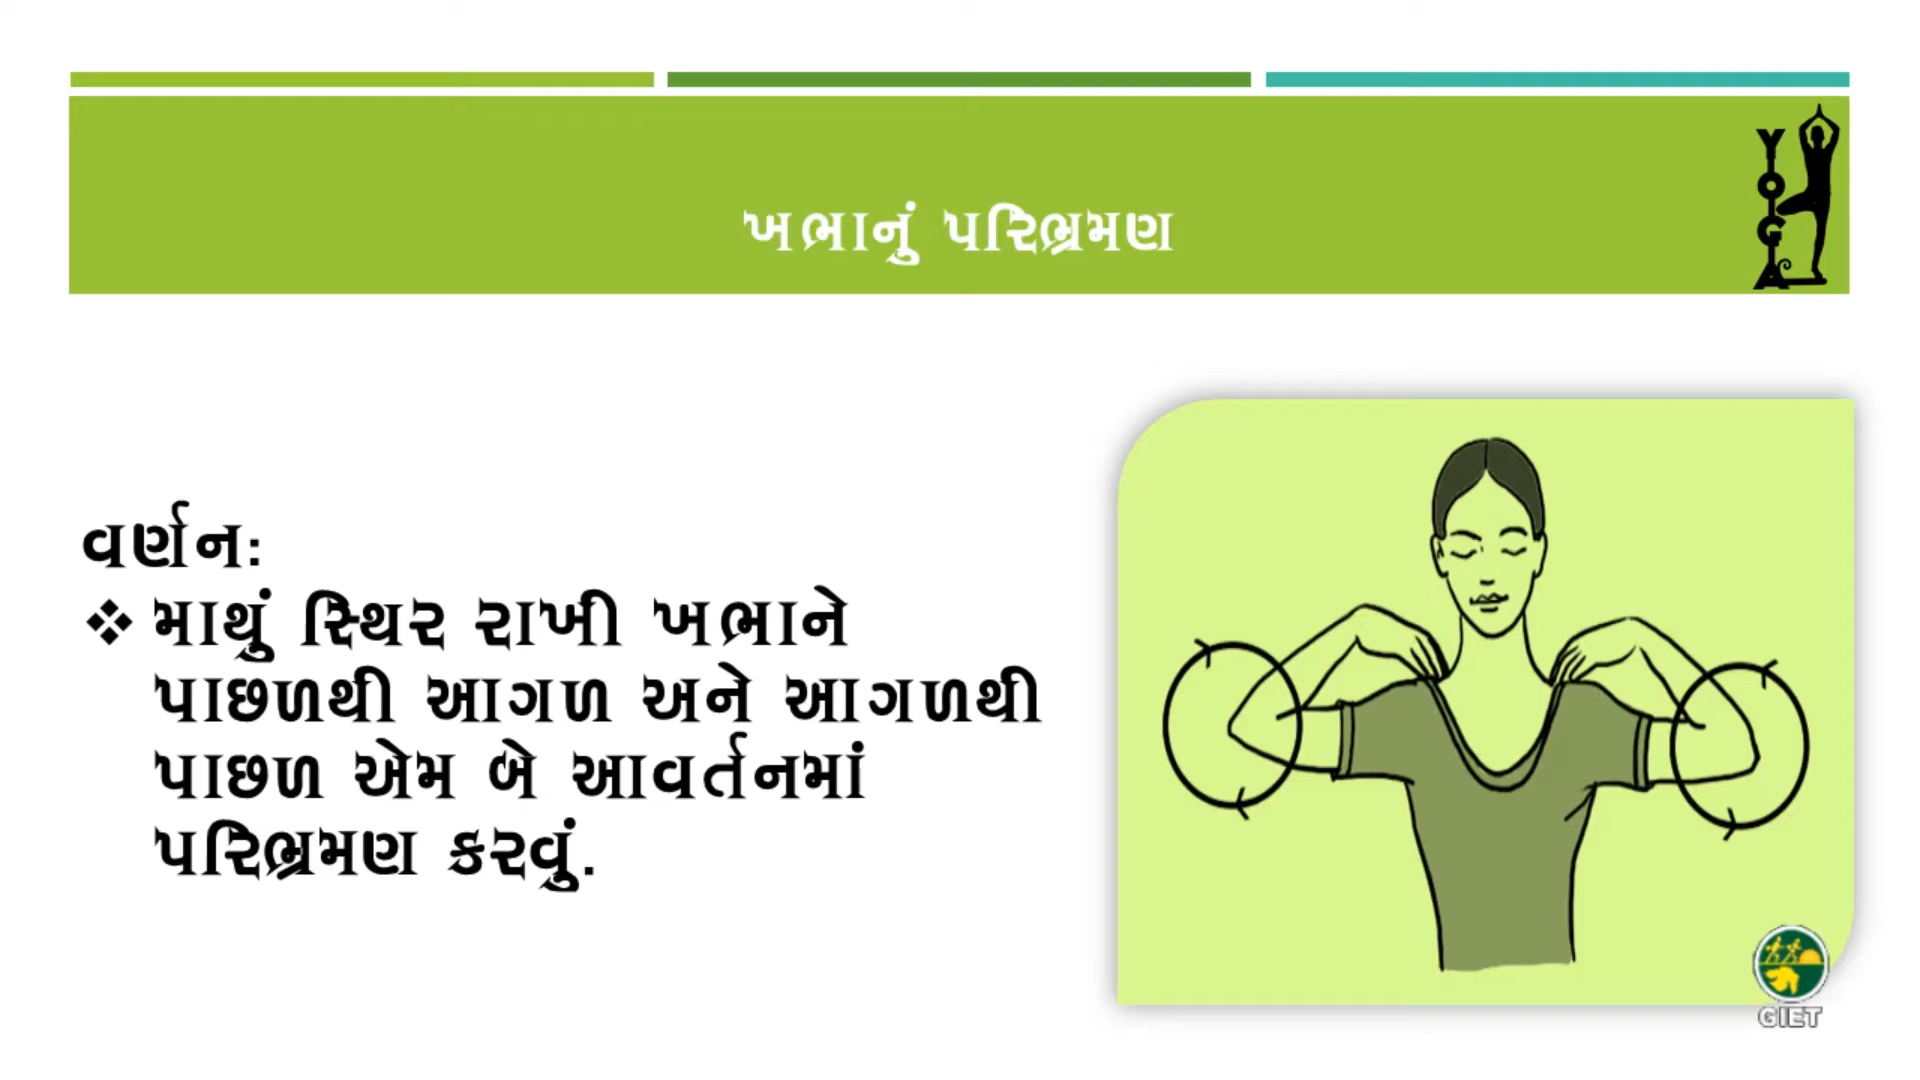 ખભાનું પરિભ્રમણ
YOGA
વર્ણન:
❖ માથું સ્થિર રાખી ખભાને
પાછળથી આગળ અને આગળથી
પાછળ એમ બે આવર્તનમાં
પરિભ્રમણ કરવું.
GIET